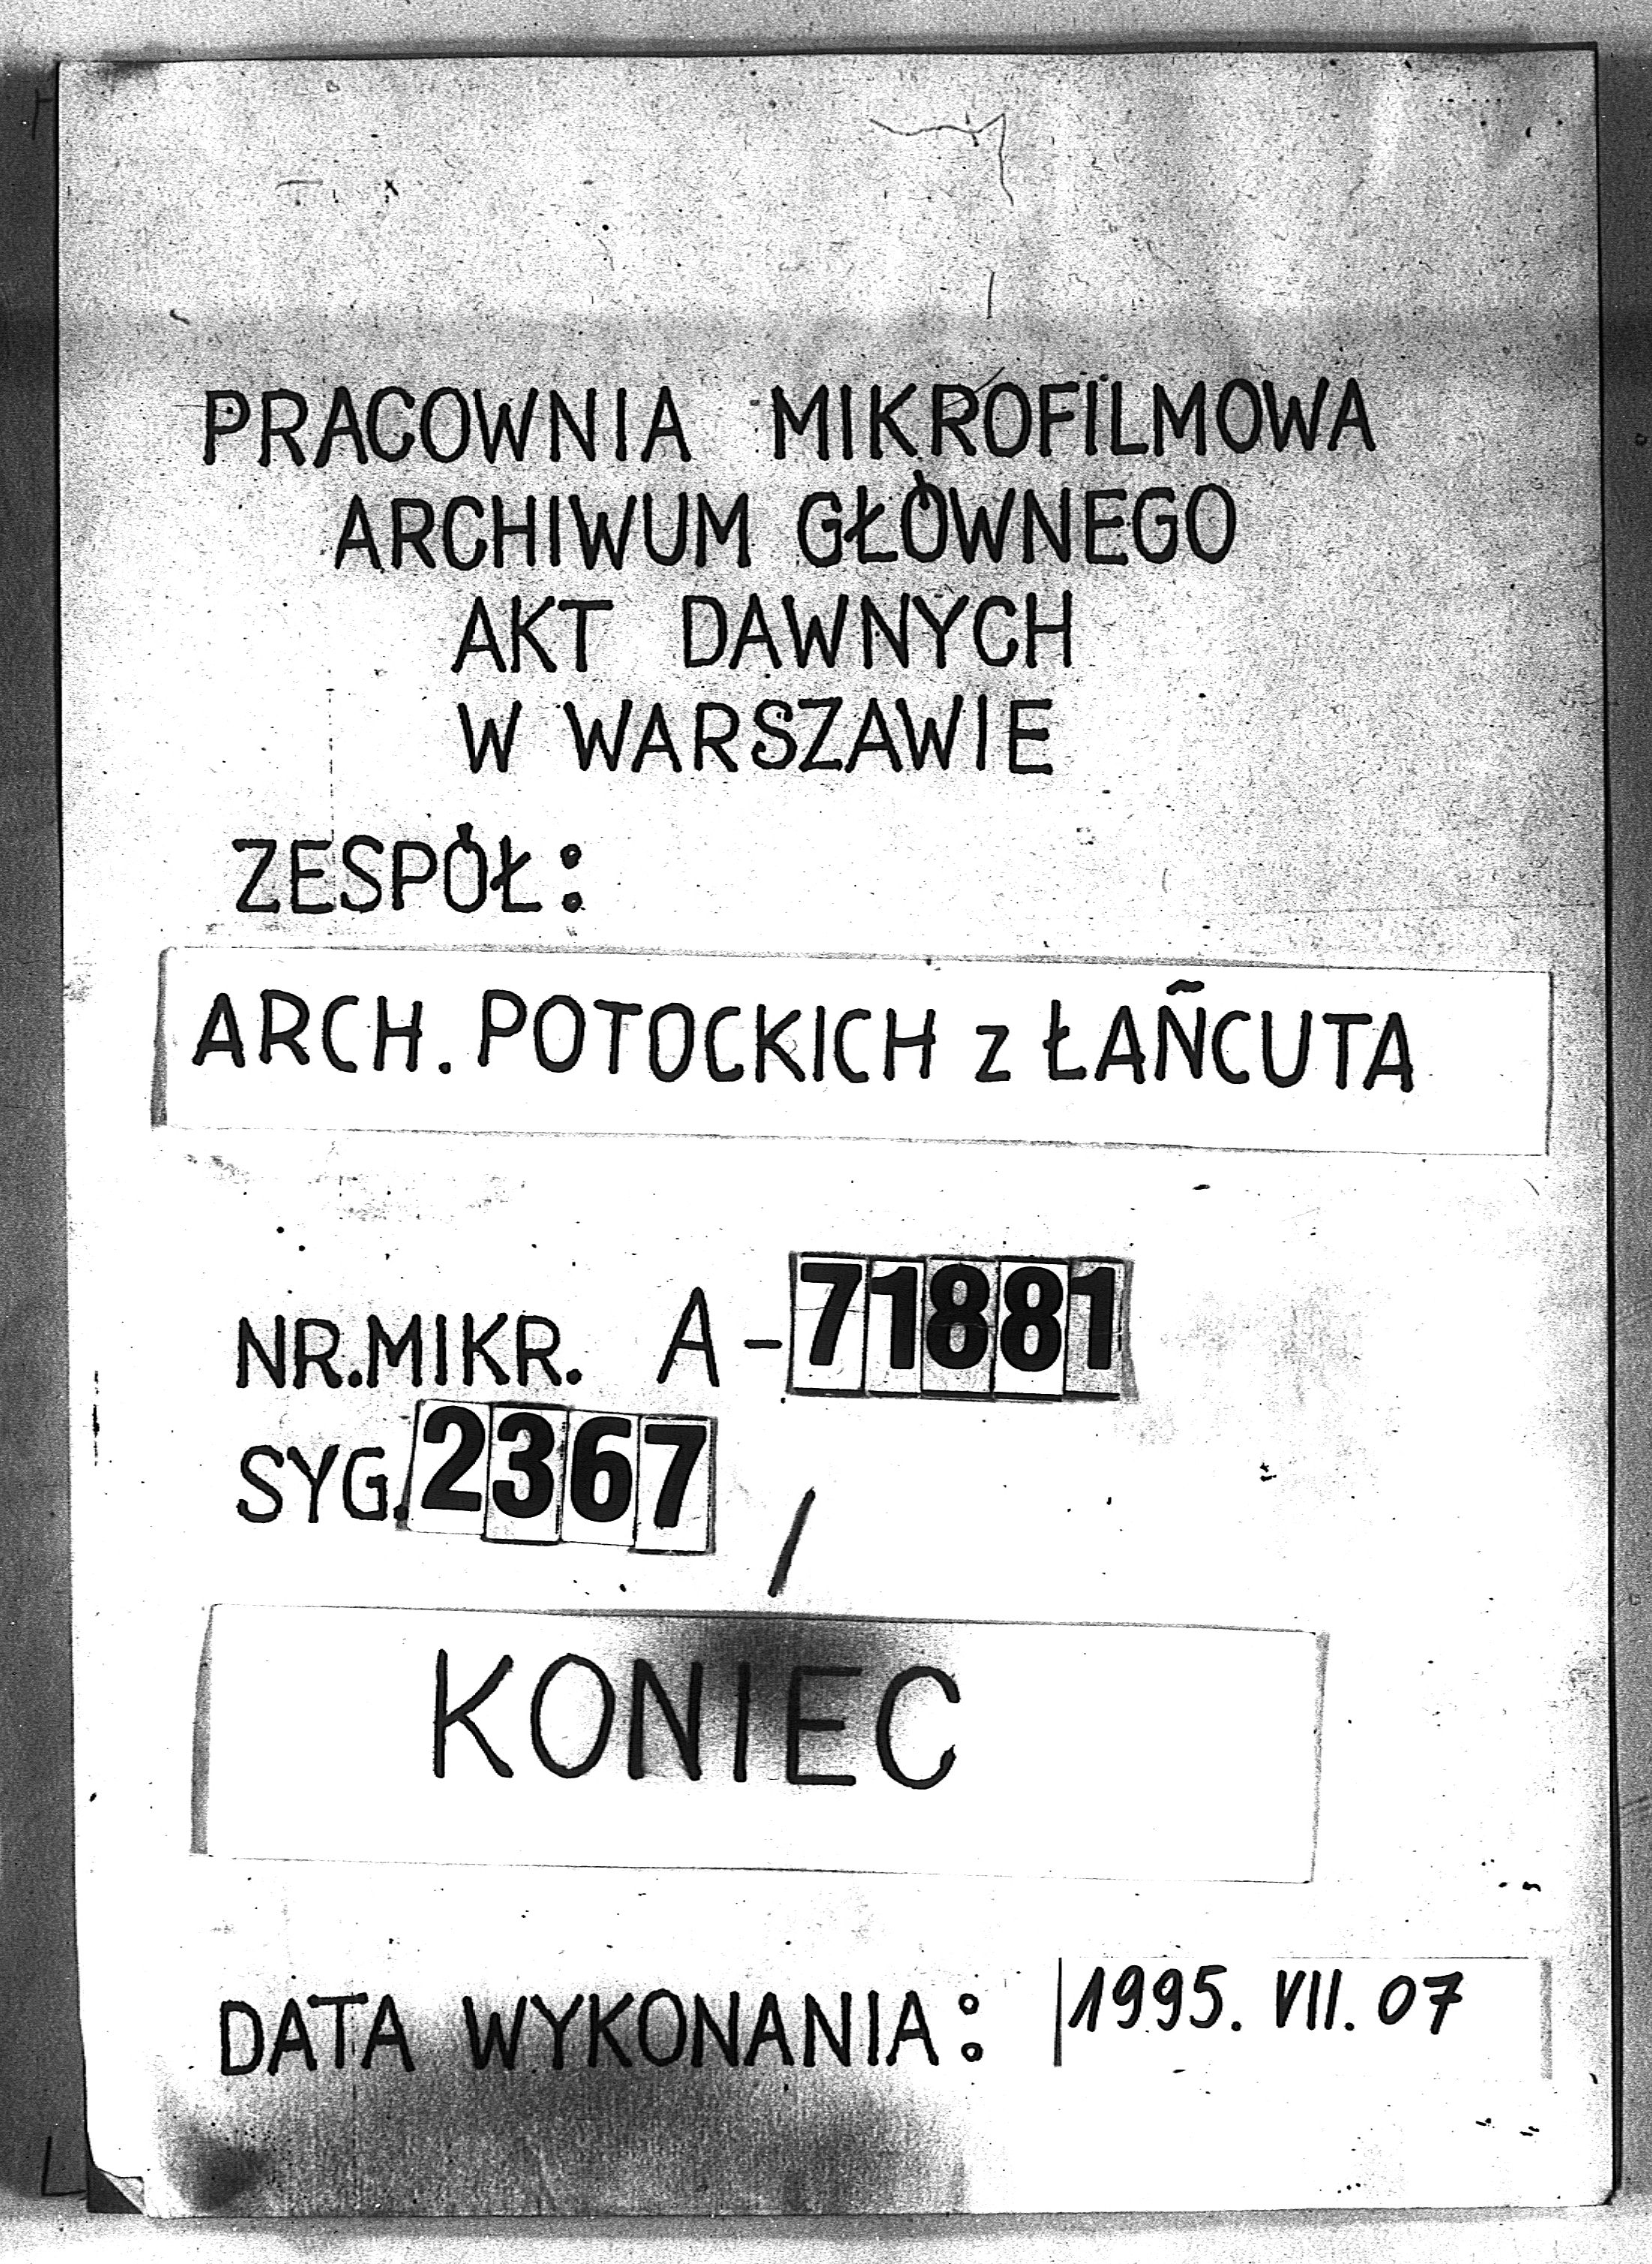 PRACOWNIA MIKROFILMOWA
ARCHIWUM GŁÓWNEGO
AKT DAWNYCH
W WARSZAWIE
ZESPÓŁ:
ARCH. POTOCKICH z ŁAŃCUTA
NR.MIKR. A-71881
SYG. 2367 /
KONIEC
DATA WYKONANIA: 1995. VII. 07